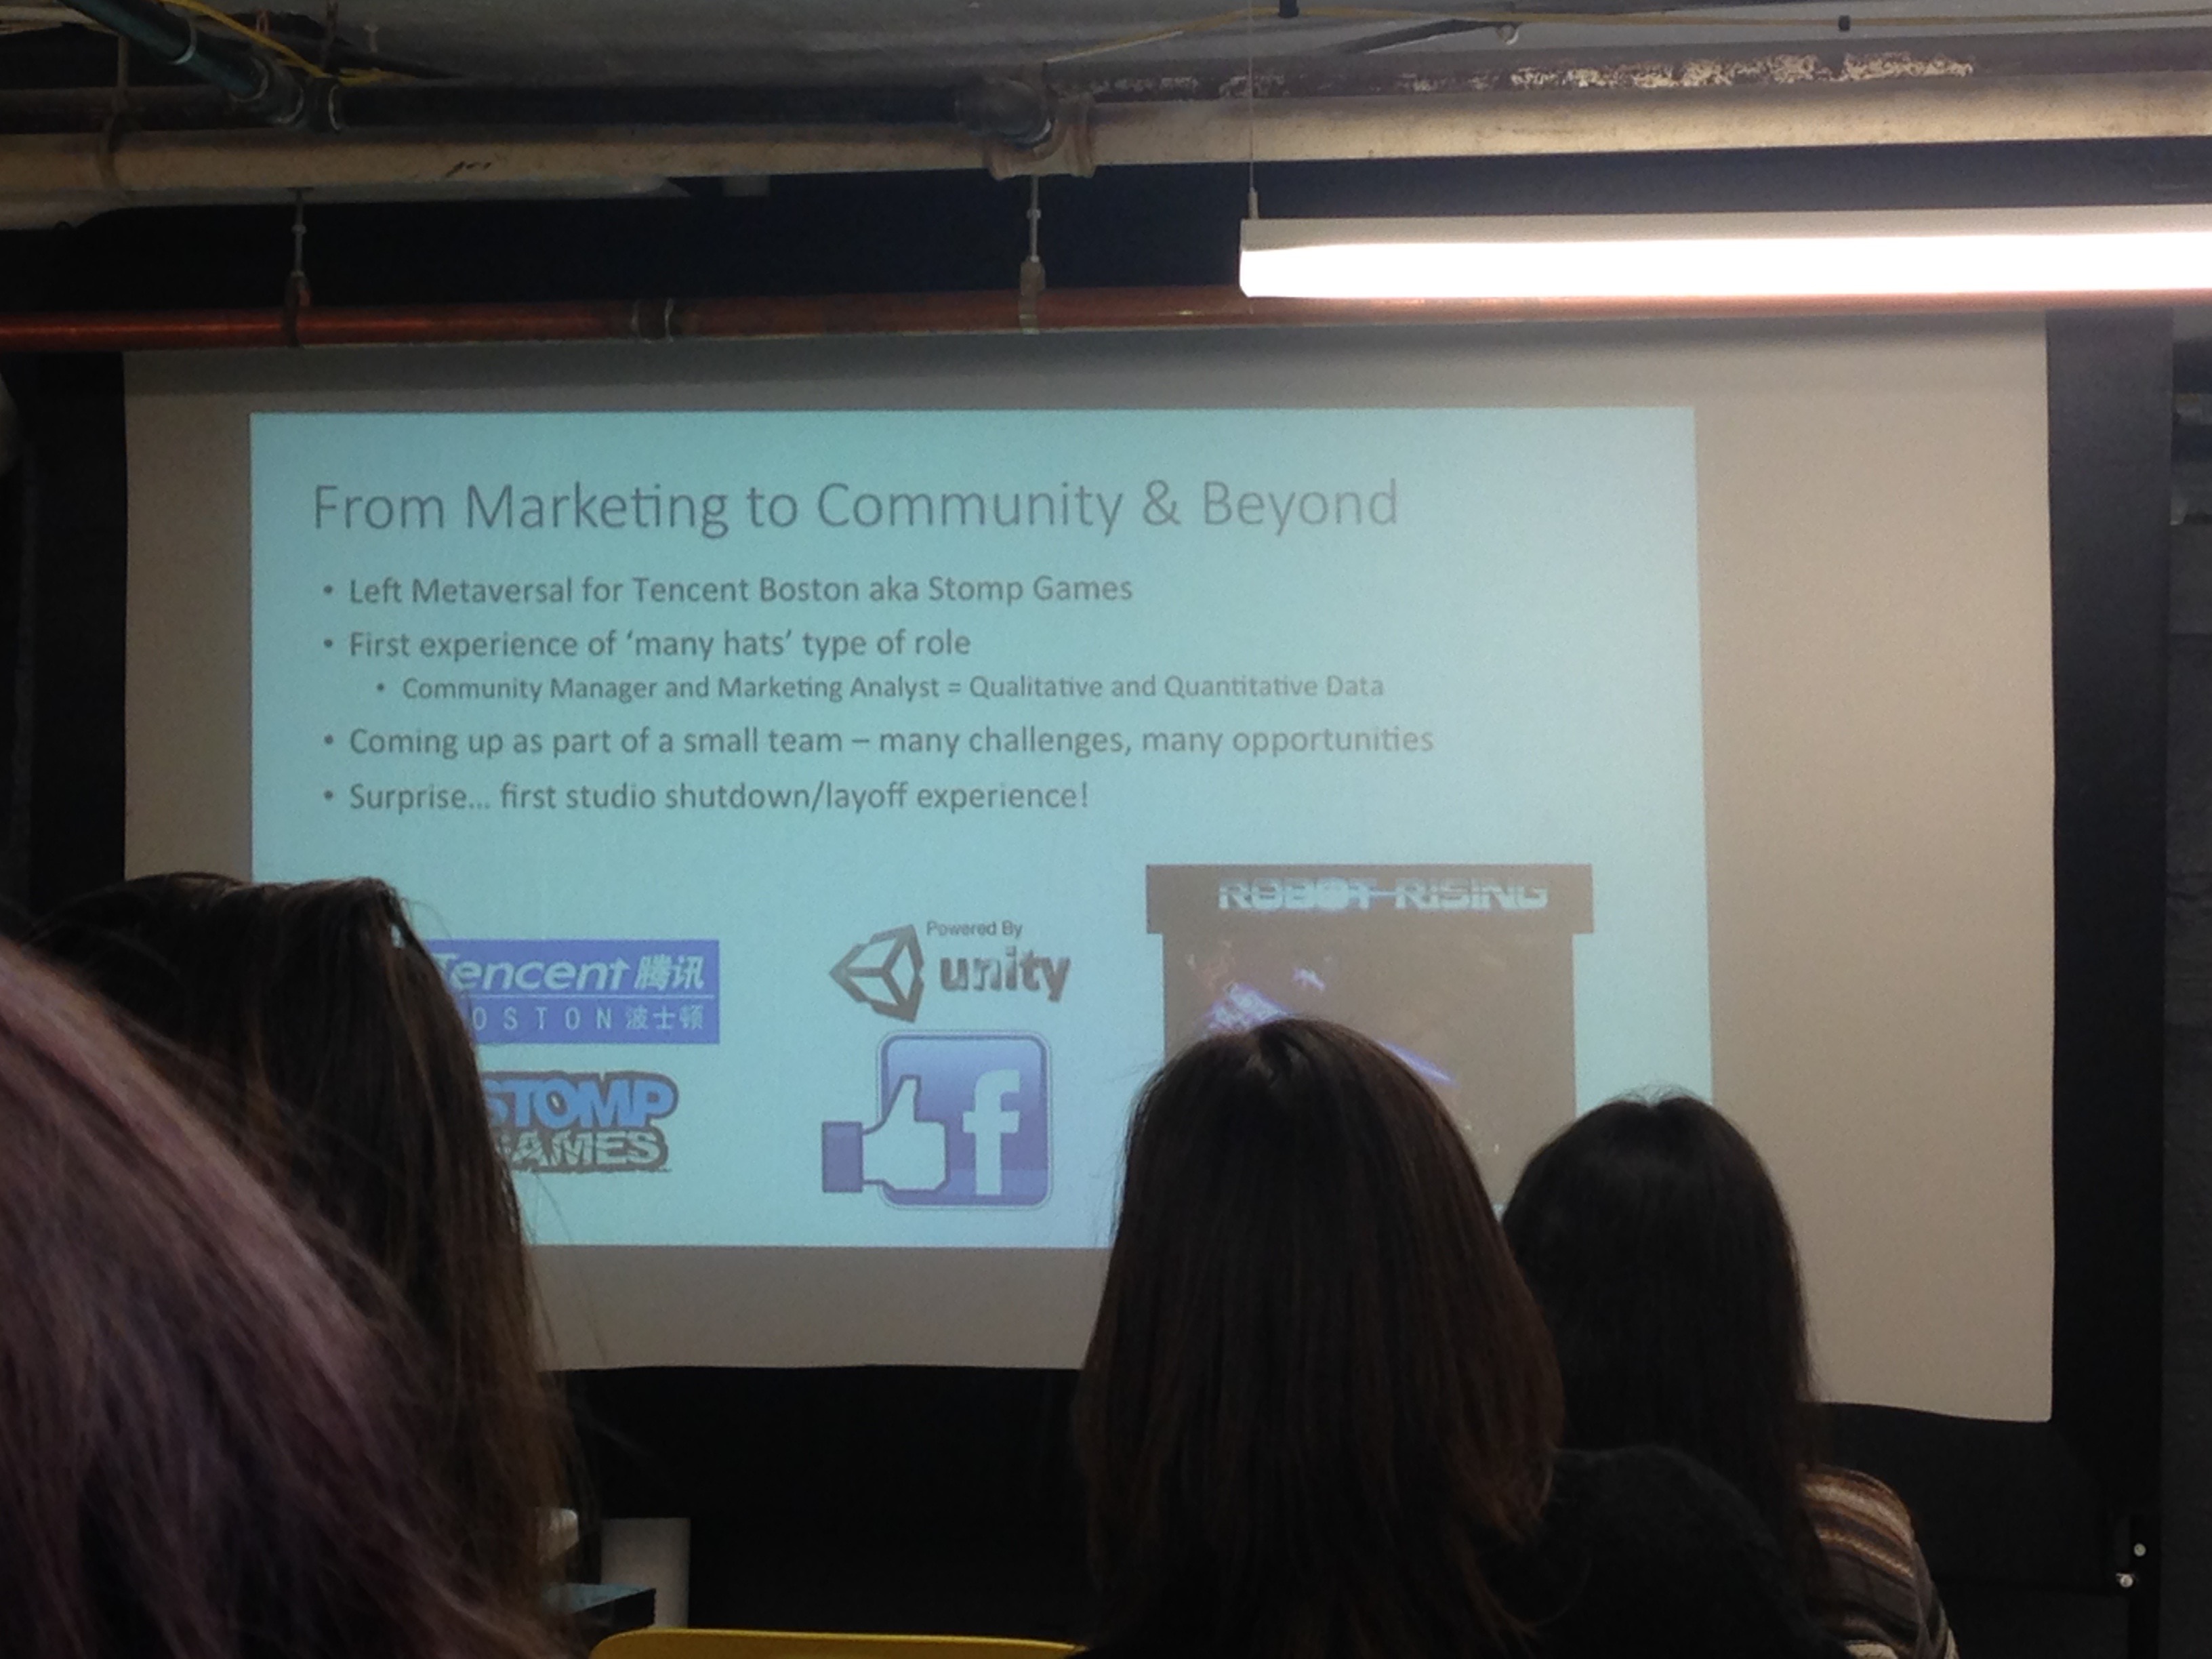 From Marketing to Community & Beyond
• Left Metaversal for Tencent Boston aka Stomp Games
• First experience of ‘many hats’ type of role
• Community Manager and Marketing Analyst = Qualitative and Quantitative Data
• Coming up as part of a small team – many challenges, many opportunities
• Surprise... first studio shutdown/layoff experience!
Tencent 腾讯
OSTON 波士顿
STOMP
GAMES
Powered By
unity
f
ROBOT RISING